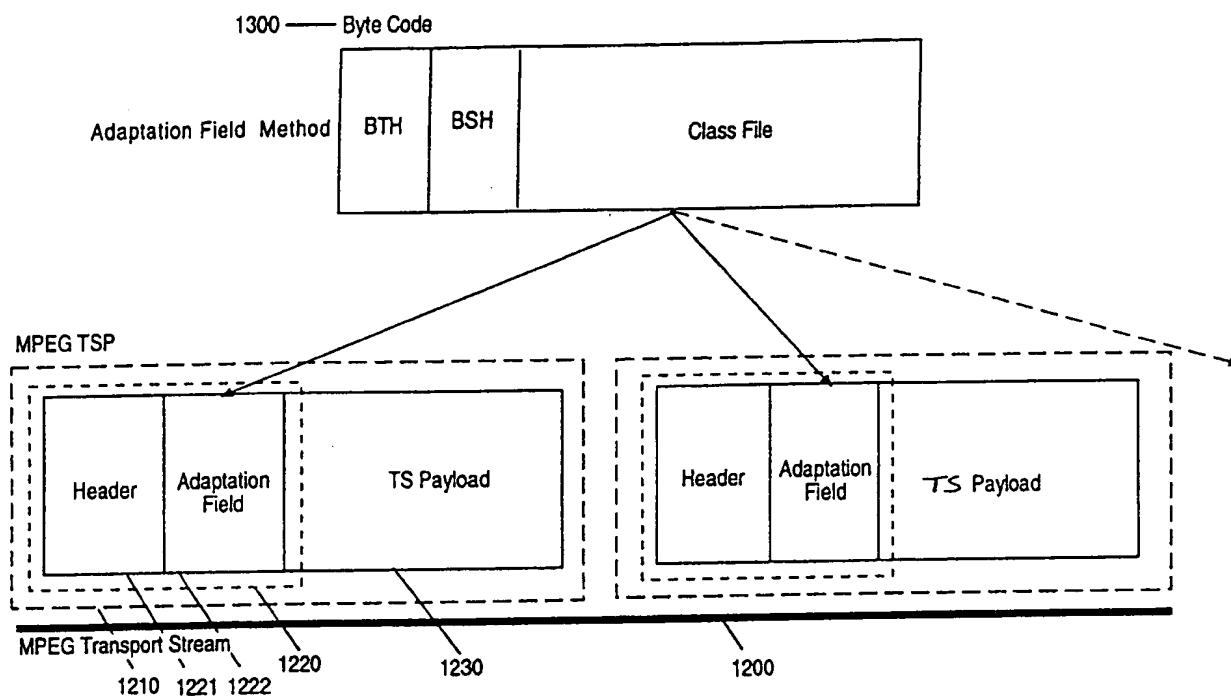 1300 Byte Code
Adaptation Field Method
BTH
BSH
Class File
MPEG TSP
Header
Adaptation
Field
TS Payload
Header
Adaptation
Field
TS Payload
MPEG Transport Stream
1210
1221
1222
1220
1230
1200